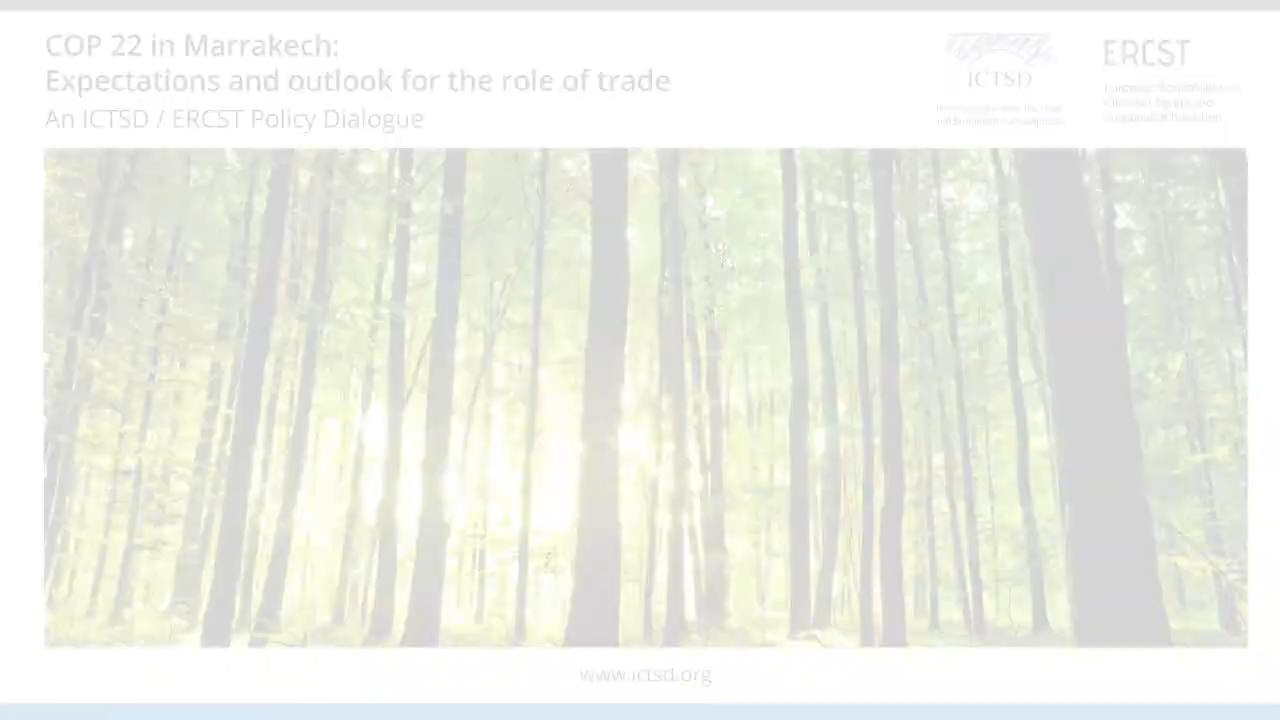 COP 22 in Marrakech:
Expectations and outlook for the role of trade
An ICTSD / ERCST Policy Dialogue
ICTSD
ERCST
www.ictsd.org